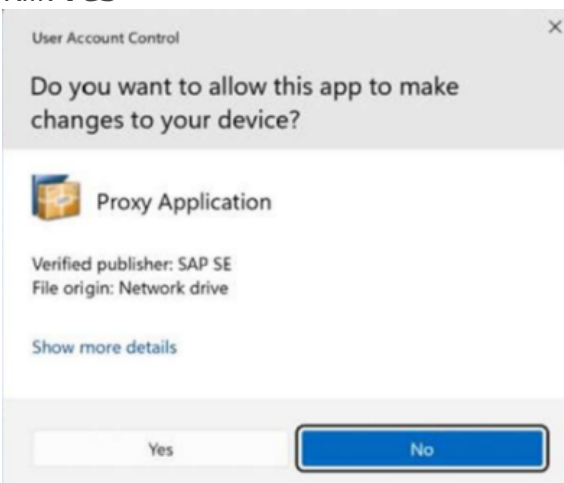 User Account Control
Do you want to allow this app to make
changes to your device?
Proxy Application
Verified publisher: SAP SE
File origin: Network drive
Show more details
Yes
No